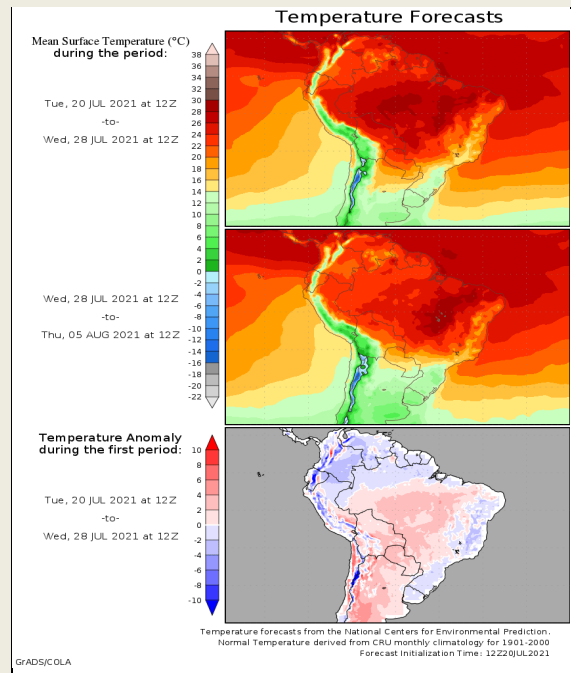 Temperature Forecasts
Mean Surface Temperature (°C)
during the period:
Tue, 20 JUL 2021 at 12Z
-to-
Wed, 28 JUL 2021 at 12Z
38
36
34
32
30
28
26
24
22
20
18
16
14
12
10
8
6
4
2
0
-2
-4
-6
-8
-10
-12
-14
-16
-18
-20
-22
Wed, 28 JUL 2021 at 12Z
-to-
Thu, 05 AUG 2021 at 12Z
Temperature Anomaly
during the first period:
Tue, 20 JUL 2021 at 12Z
-to-
Wed, 28 JUL 2021 at 12Z
10
8
6
4
2
0
-2
-4
-6
-8
-10
Temperature forecasts from the National Centers for Environmental Prediction.
Normal Temperature derived from CRU monthly climatology for 1901-2000
Forecast Initialization Time: 12Z20JUL2021
GrADS/COLA